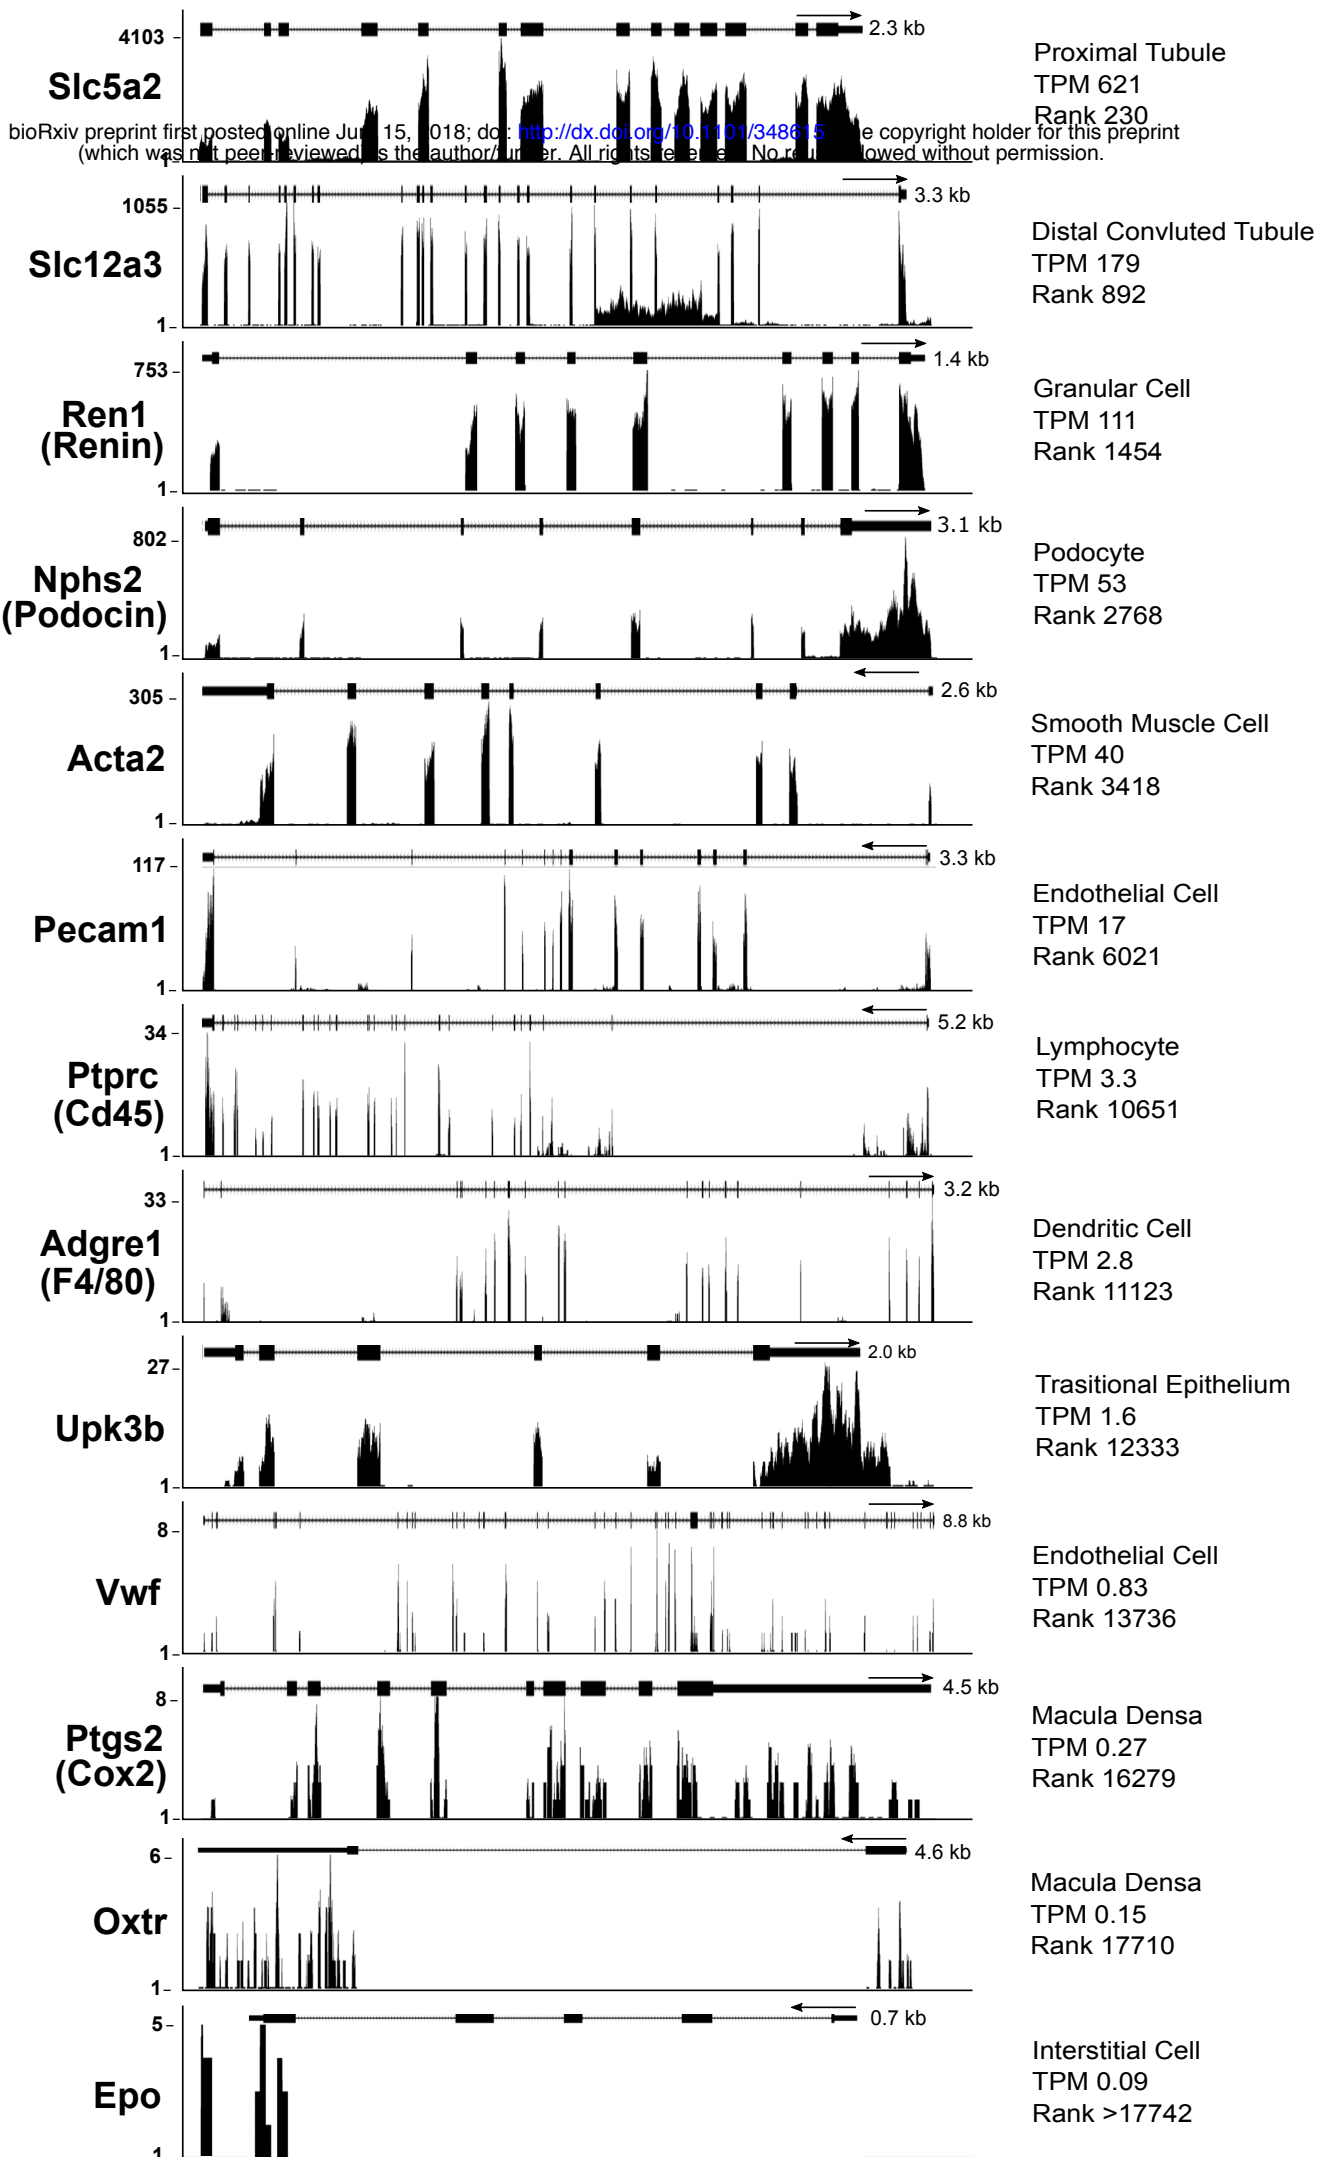 2.3 kb
4103
Slc5a2
Proximal Tubule
TPM 621
Rank 230
bioRxiv preprint first posted online Jun. 15, 2018; doi: http://dx.doi.org/10.1101/348615 e copyright holder for this preprint
(which was not peer-reviewed) is the author/funder. All rights reserved. No reuse allowed without permission.
1
3.3 kb
1055
Slc12a3
1
Distal Convluted Tubule
TPM 179
Rank 892
1.4 kb
753
Ren1
(Renin)
1
Granular Cell
TPM 111
Rank 1454
3.1 kb
802
Nphs2
(Podocin)
1
Podocyte
TPM 53
Rank 2768
2.6 kb
305
Acta2
1
Smooth Muscle Cell
TPM 40
Rank 3418
3.3 kb
117
Pecam1
1
Endothelial Cell
TPM 17
Rank 6021
5.2 kb
34
Ptprc
(Cd45)
1
Lymphocyte
TPM 3.3
Rank 10651
3.2 kb
33
Adgre1
(F4/80)
1
Dendritic Cell
TPM 2.8
Rank 11123
2.0 kb
27
Upk3b
1
Trasitional Epithelium
TPM 1.6
Rank 12333
8.8 kb
8
Vwf
1
Endothelial Cell
TPM 0.83
Rank 13736
4.5 kb
8
Ptgs2
(Cox2)
1
Macula Densa
TPM 0.27
Rank 16279
4.6 kb
6
Oxtr
1
Macula Densa
TPM 0.15
Rank 17710
0.7 kb
5
Epo
1
Interstitial Cell
TPM 0.09
Rank >17742